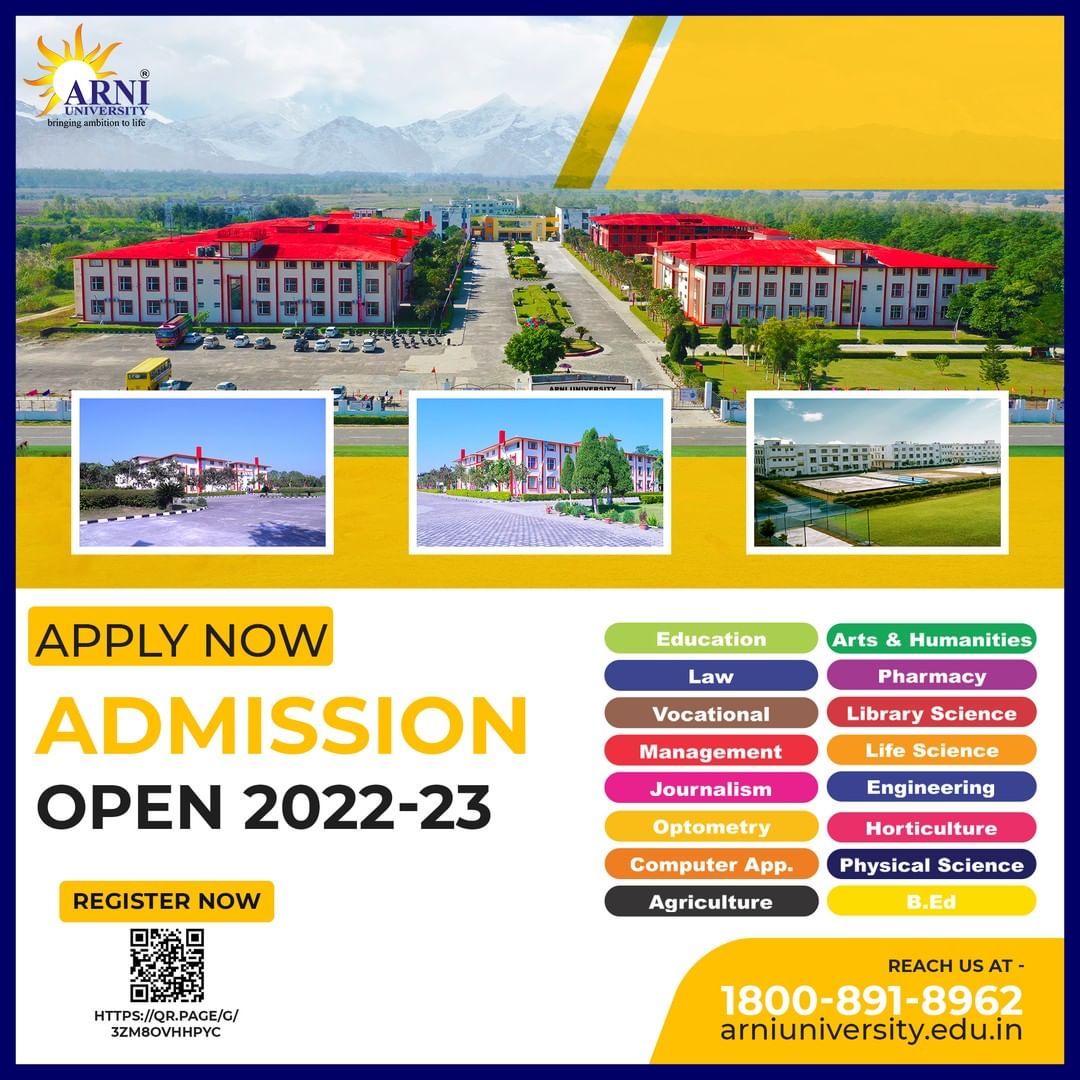 ARNI
®
UNIVERSITY
bringing ambition to life
ARNI UNIVERSITY
APPLY NOW
ADMISSION
OPEN 2022-23
REGISTER NOW
HTTPS://QR.PAGE/G/
3ZM8OVHHPYC
Education
Arts & Humanities
Law
Pharmacy
Vocational
Library Science
Management
Life Science
Journalism
Engineering
Optometry
Horticulture
Computer App.
Physical Science
Agriculture
B.Ed
REACH US AT -
1800-891-8962
arniuniversity.edu.in